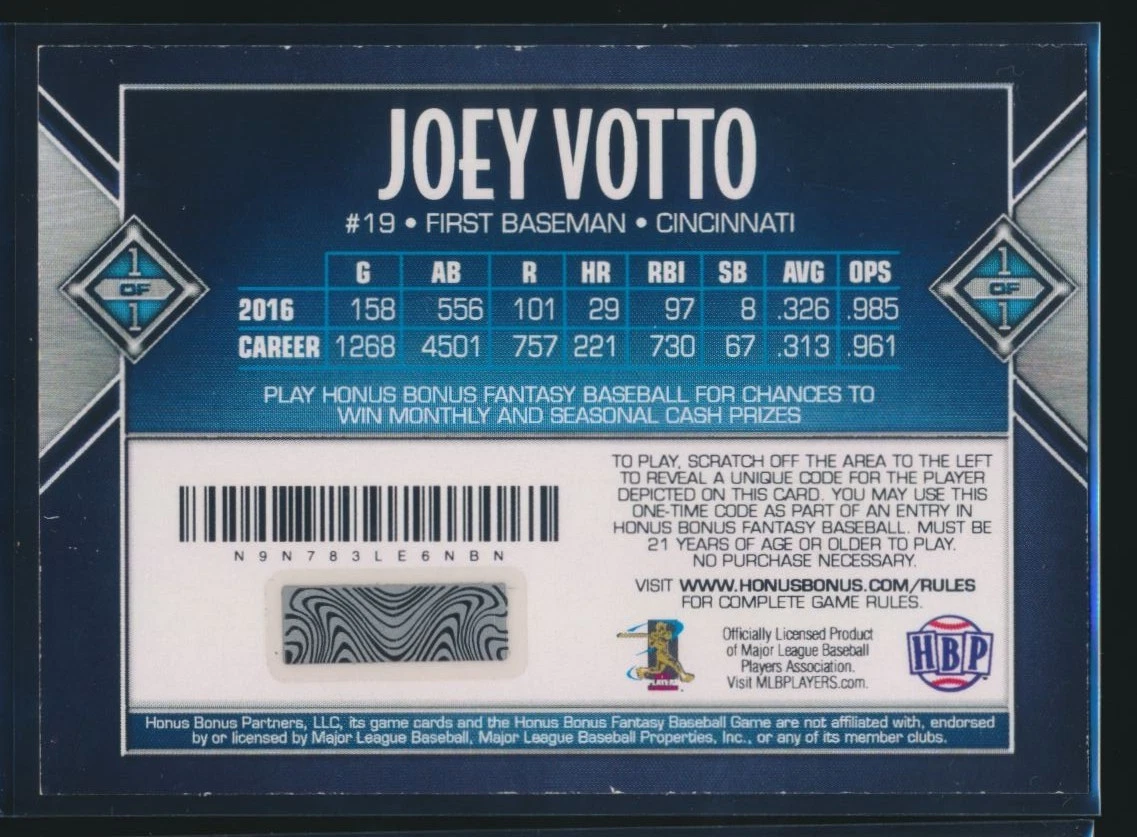 JOEY VOTTO
#19 • FIRST BASEMAN • CINCINNATI
G AB R HR RBI SB AVG OPS
2016 158 556 101 29 97 8 .326 .985
CAREER 1268 4501 757 221 730 67 .313 .961
1
OF
1
1
OF
1
PLAY HONUS BONUS FANTASY BASEBALL FOR CHANCES TO
WIN MONTHLY AND SEASONAL CASH PRIZES
N9N783LE6NBN
TO PLAY, SCRATCH OFF THE AREA TO THE LEFT
TO REVEAL A UNIQUE CODE FOR THE PLAYER
DEPICTED ON THIS CARD. YOU MAY USE THIS
ONE-TIME CODE AS PART OF AN ENTRY IN
HONUS BONUS FANTASY BASEBALL. MUST BE
21 YEARS OF AGE OR OLDER TO PLAY.
NO PURCHASE NECESSARY.
VISIT WWW.HONUSBONUS.COM/RULES
FOR COMPLETE GAME RULES.
PLAYERS
Officially Licensed Product
of Major League Baseball
Players Association.
Visit MLBPLAYERS.com.
HBP
Honus Bonus Partners, LLC, its game cards and the Honus Bonus Fantasy Baseball Game are not affiliated with, endorsed
by or licensed by Major League Baseball, Major League Baseball Properties, Inc., or any of its member clubs.